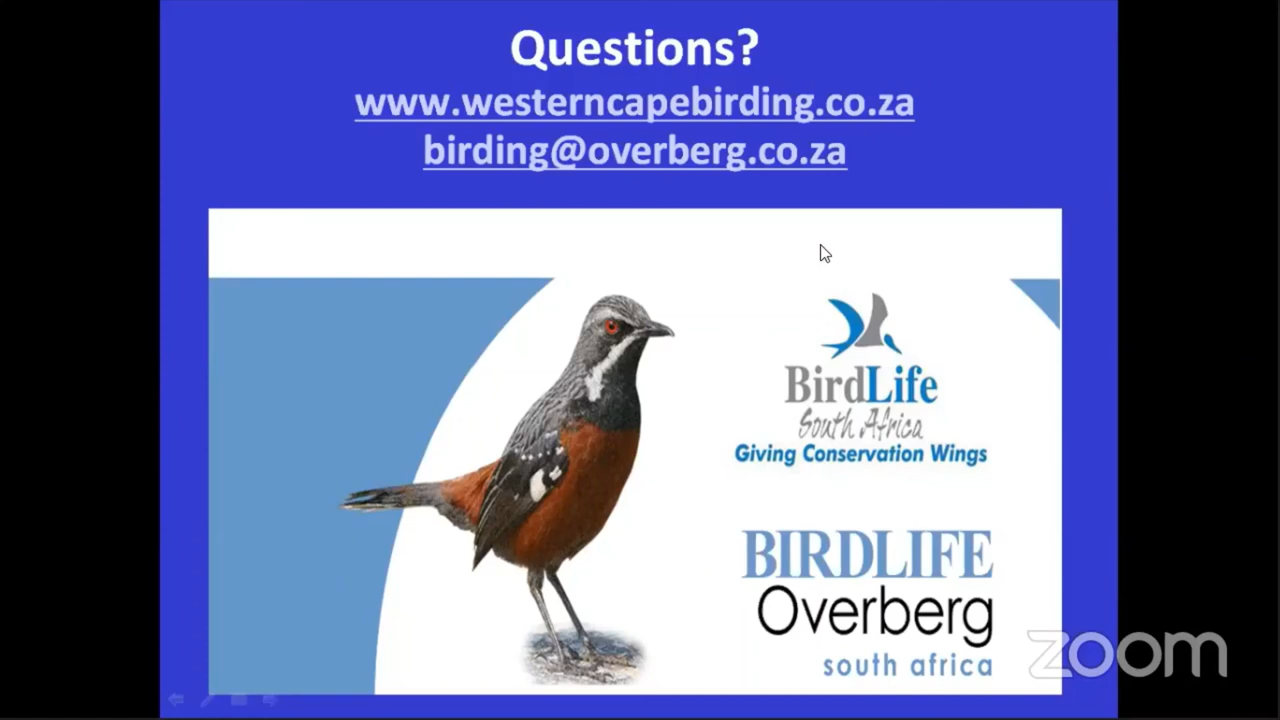 Questions?
www.westerncapebirding.co.za
birding@overberg.co.za
BirdLife
South Africa
Giving Conservation Wings
BIRDLIFE
Overberg
south africa
zoom